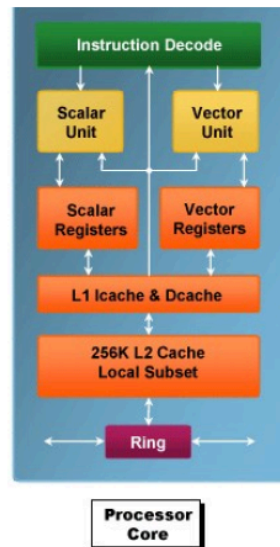 Instruction Decode
Scalar
Unit
Vector
Unit
Scalar
Registers
Vector
Registers
L1 Icache & Dcache
256K L2 Cache
Local Subset
Ring
Processor
Core